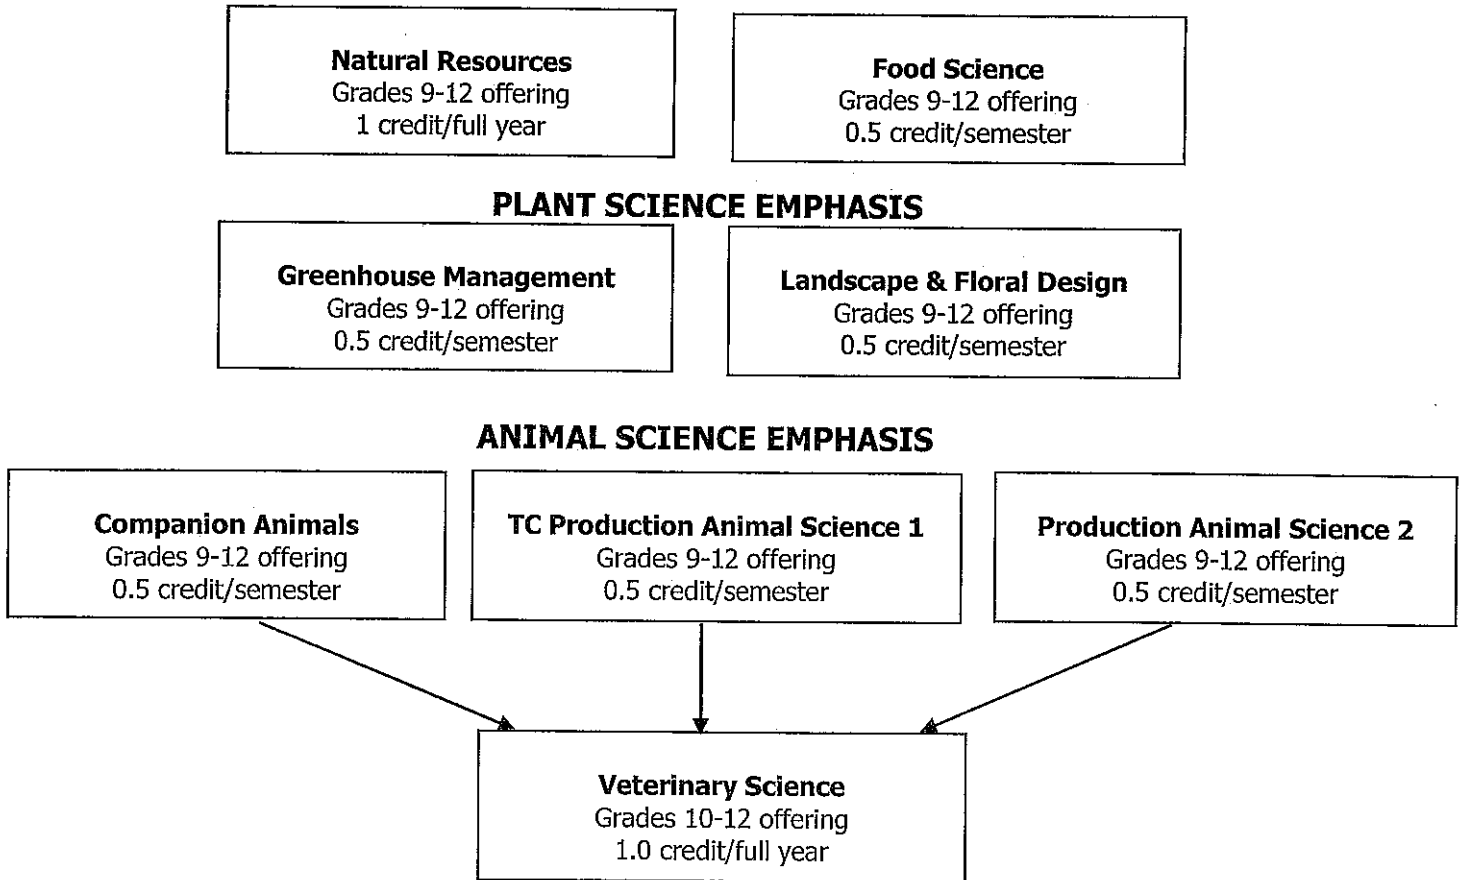 Natural Resources
Grades 9-12 offering
1 credit/full year
Food Science
Grades 9-12 offering
0.5 credit/semester
PLANT SCIENCE EMPHASIS
Greenhouse Management
Grades 9-12 offering
0.5 credit/semester
Landscape & Floral Design
Grades 9-12 offering
0.5 credit/semester
ANIMAL SCIENCE EMPHASIS
Companion Animals
Grades 9-12 offering
0.5 credit/semester
TC Production Animal Science 1
Grades 9-12 offering
0.5 credit/semester
Production Animal Science 2
Grades 9-12 offering
0.5 credit/semester
Veterinary Science
Grades 10-12 offering
1.0 credit/full year